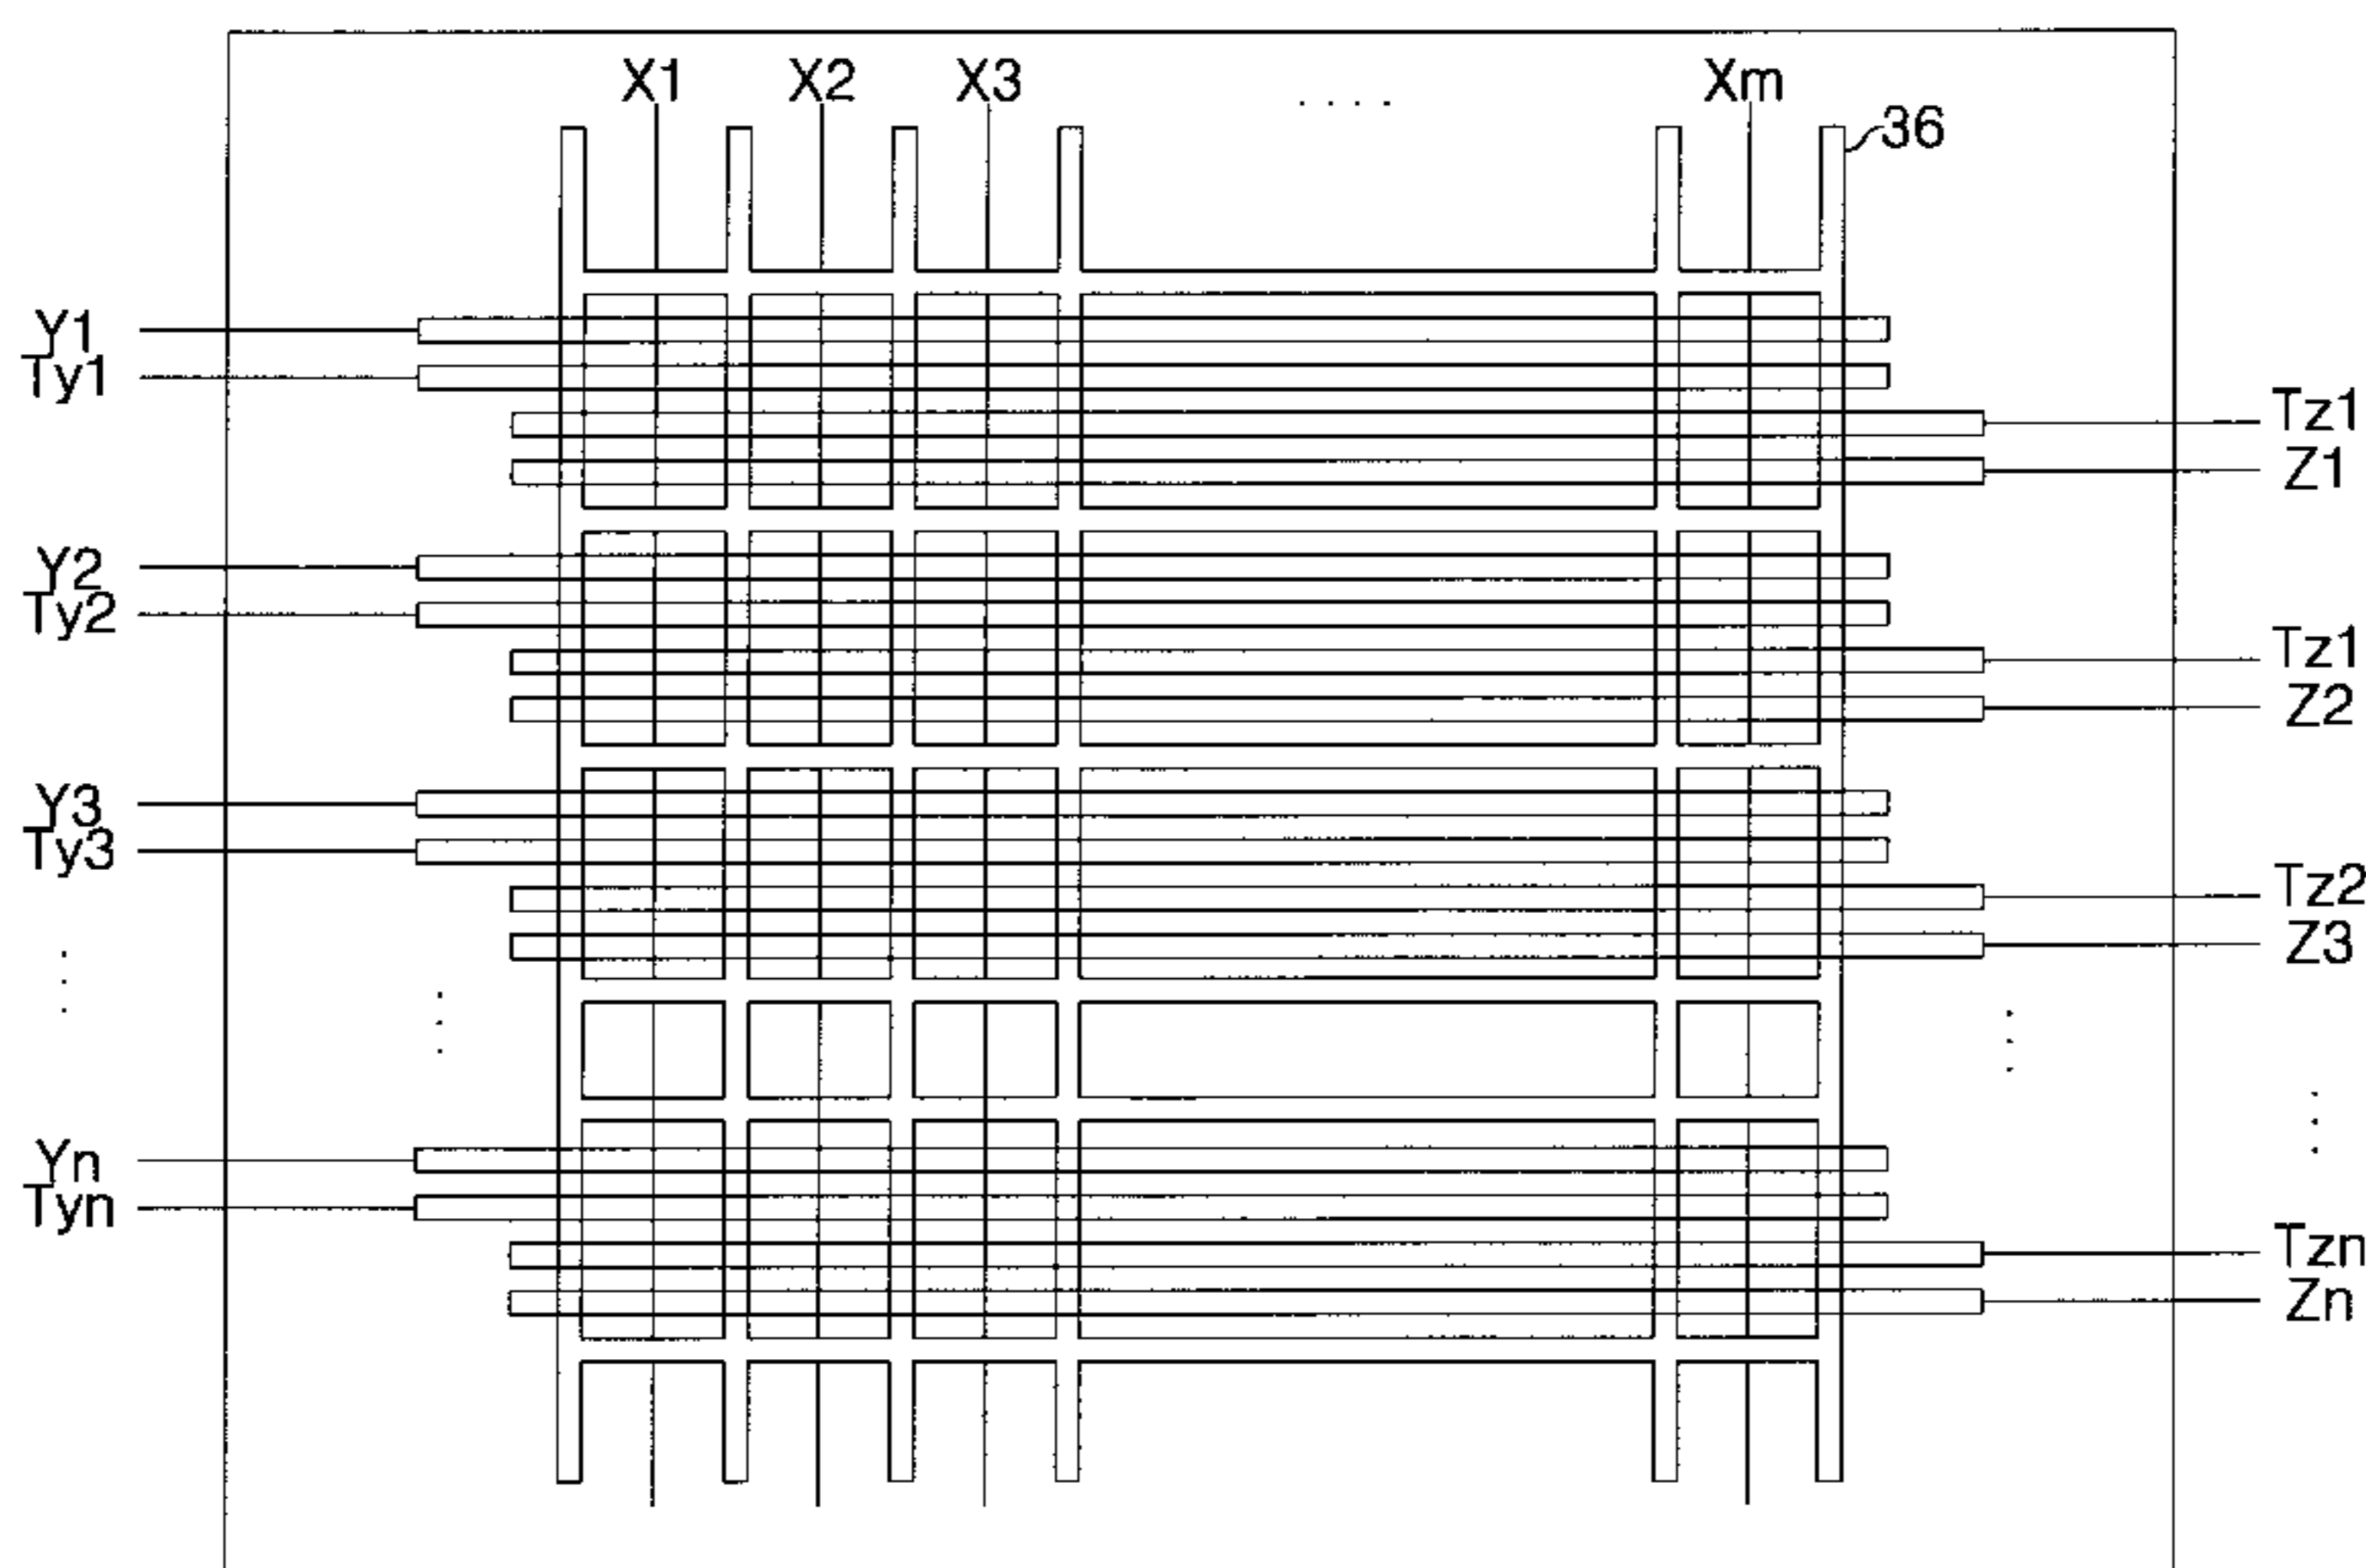 X1 X2 X3 .... Xm
36
Y1
Ty1
Tz1
Z1
Y2
Ty2
Tz1
Z2
Y3
Ty3
Tz2
Z3
Yn
Tyn
Tzn
Zn